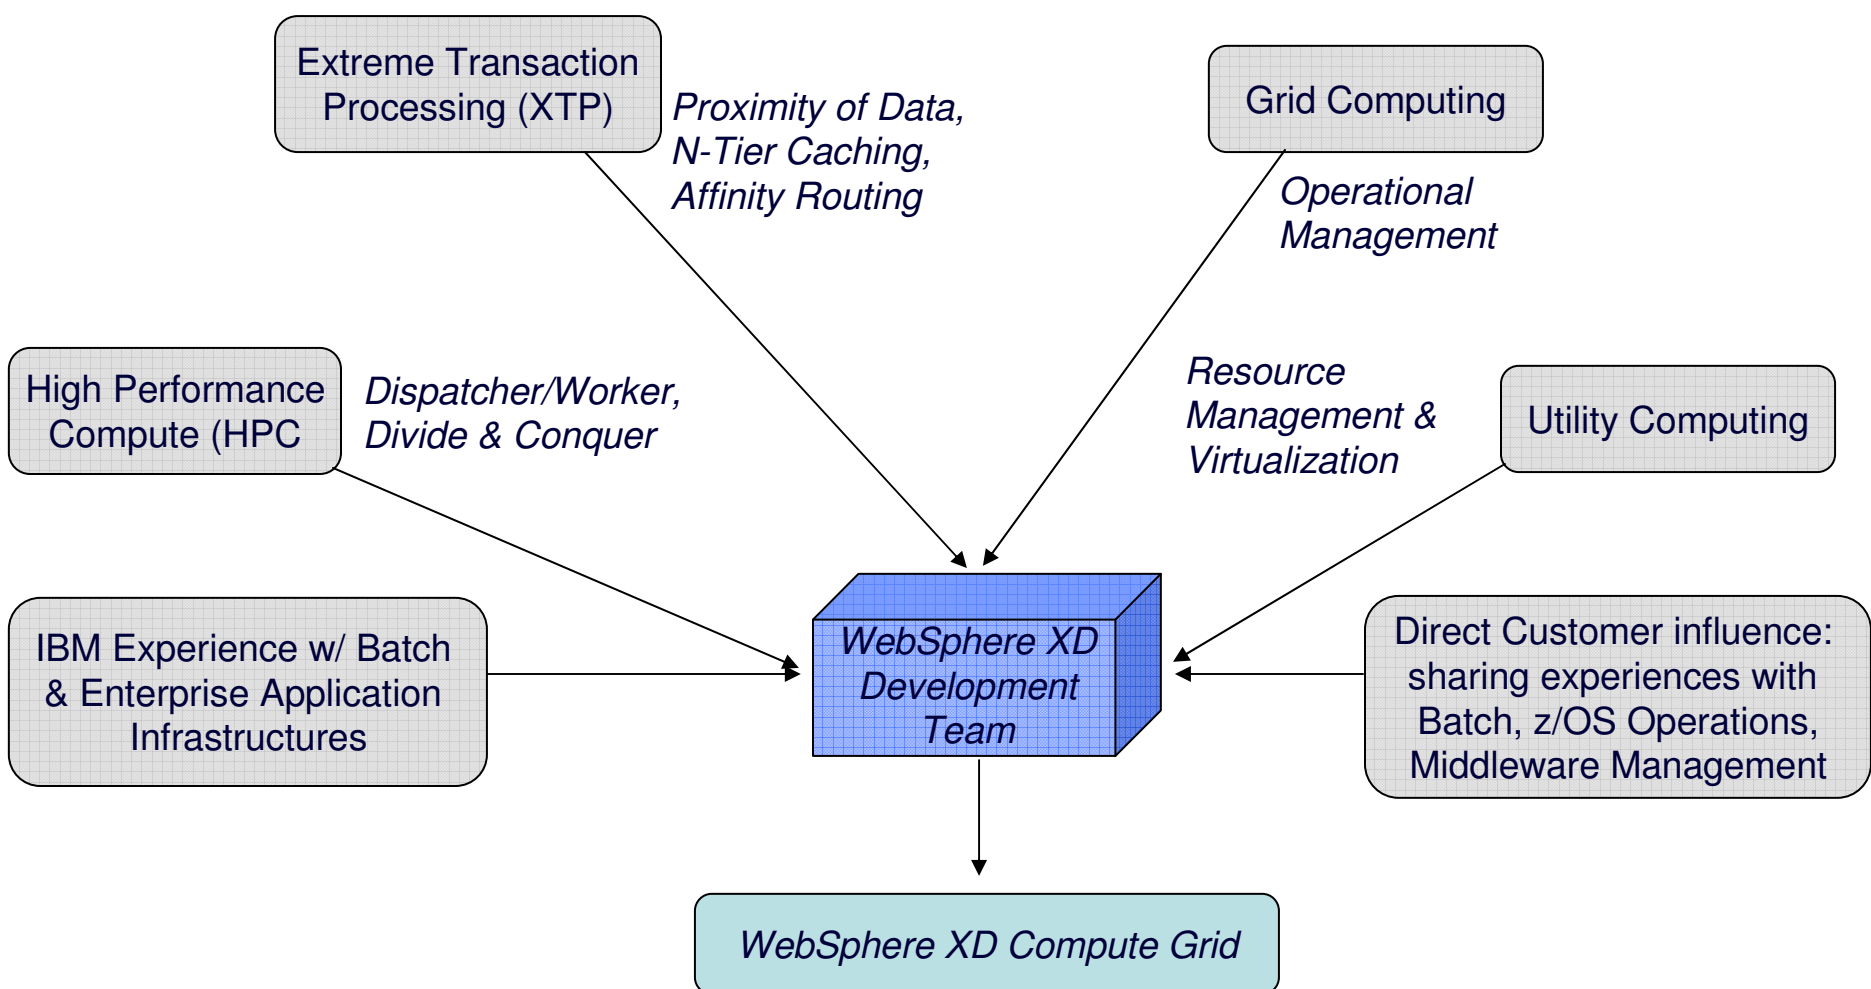 Extreme Transaction
Processing (XTP)
Proximity of Data,
N-Tier Caching,
Affinity Routing
Grid Computing
Operational
Management
High Performance
Compute (HPC
Dispatcher/Worker,
Divide & Conquer
Resource
Management &
Virtualization
Utility Computing
IBM Experience w/ Batch
& Enterprise Application
Infrastructures
WebSphere XD
Development
Team
Direct Customer influence:
sharing experiences with
Batch, z/OS Operations,
Middleware Management
WebSphere XD Compute Grid